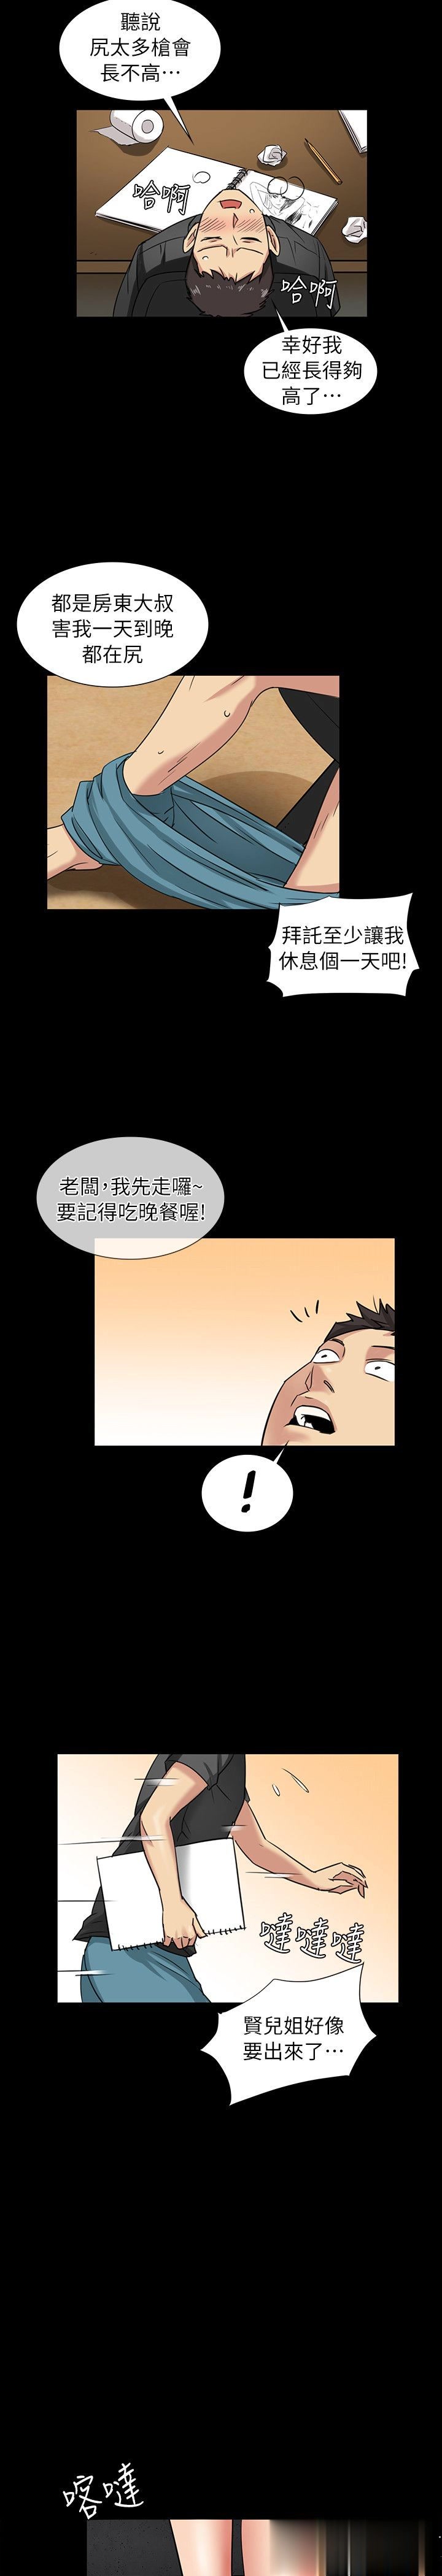 聽說
尻太多槍會
長不高⋯
哈啊
哈啊
幸好我
已經長得夠
高了⋯
都是房東大叔
害我一天到晚
都在尻
拜託至少讓我
休息個一天吧!
老闆,我先走囉~
要記得吃晚餐喔!
!
噠噠噠
賢兒姐好像
要出來了⋯
喀噠